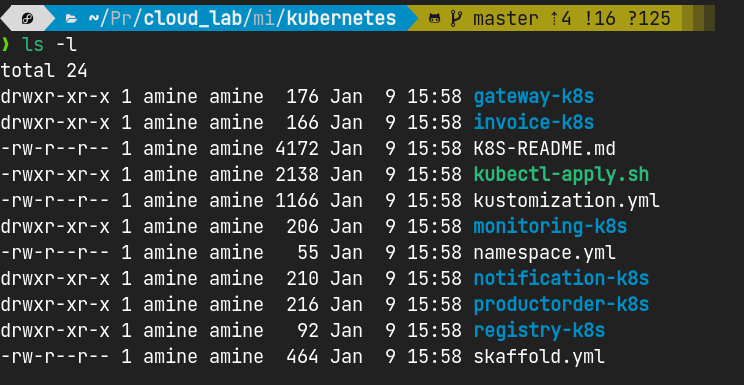 ~/Pr/cloud_lab/mi/kubernetes master ⇡4 !16 ?125
❯ ls -l
total 24
drwxr-xr-x 1 amine amine  176 Jan  9 15:58 gateway-k8s
drwxr-xr-x 1 amine amine  166 Jan  9 15:58 invoice-k8s
-rw-r--r-- 1 amine amine 4172 Jan  9 15:58 K8S-README.md
-rwxr-xr-x 1 amine amine 2138 Jan  9 15:58 kubectl-apply.sh
-rw-r--r-- 1 amine amine 1166 Jan  9 15:58 kustomization.yml
drwxr-xr-x 1 amine amine  206 Jan  9 15:58 monitoring-k8s
-rw-r--r-- 1 amine amine   55 Jan  9 15:58 namespace.yml
drwxr-xr-x 1 amine amine  210 Jan  9 15:58 notification-k8s
drwxr-xr-x 1 amine amine  216 Jan  9 15:58 productorder-k8s
drwxr-xr-x 1 amine amine   92 Jan  9 15:58 registry-k8s
-rw-r--r-- 1 amine amine  464 Jan  9 15:58 skaffold.yml